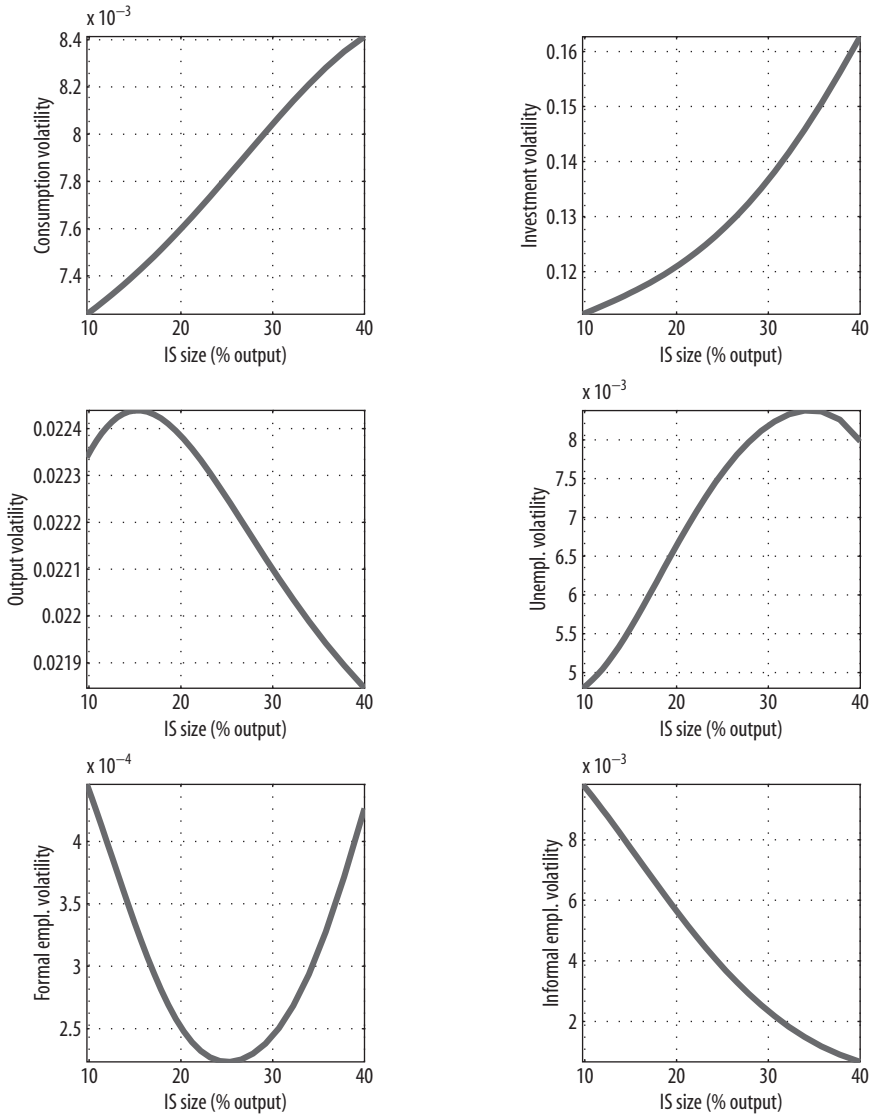 x 10⁻³
8.4
8.2
8
7.8
7.6
7.4
Consumption volatility
10 20 30 40
IS size (% output)
0.16
0.15
0.14
0.13
0.12
Investment volatility
10 20 30 40
IS size (% output)
0.0224
0.0223
0.0222
0.0221
0.022
0.0219
Output volatility
10 20 30 40
IS size (% output)
x 10⁻³
8
7.5
7
6.5
6
5.5
5
Unempl. volatility
10 20 30 40
IS size (% output)
x 10⁻⁴
4
3.5
3
2.5
Formal empl. volatility
10 20 30 40
IS size (% output)
x 10⁻³
8
6
4
2
Informal empl. volatility
10 20 30 40
IS size (% output)